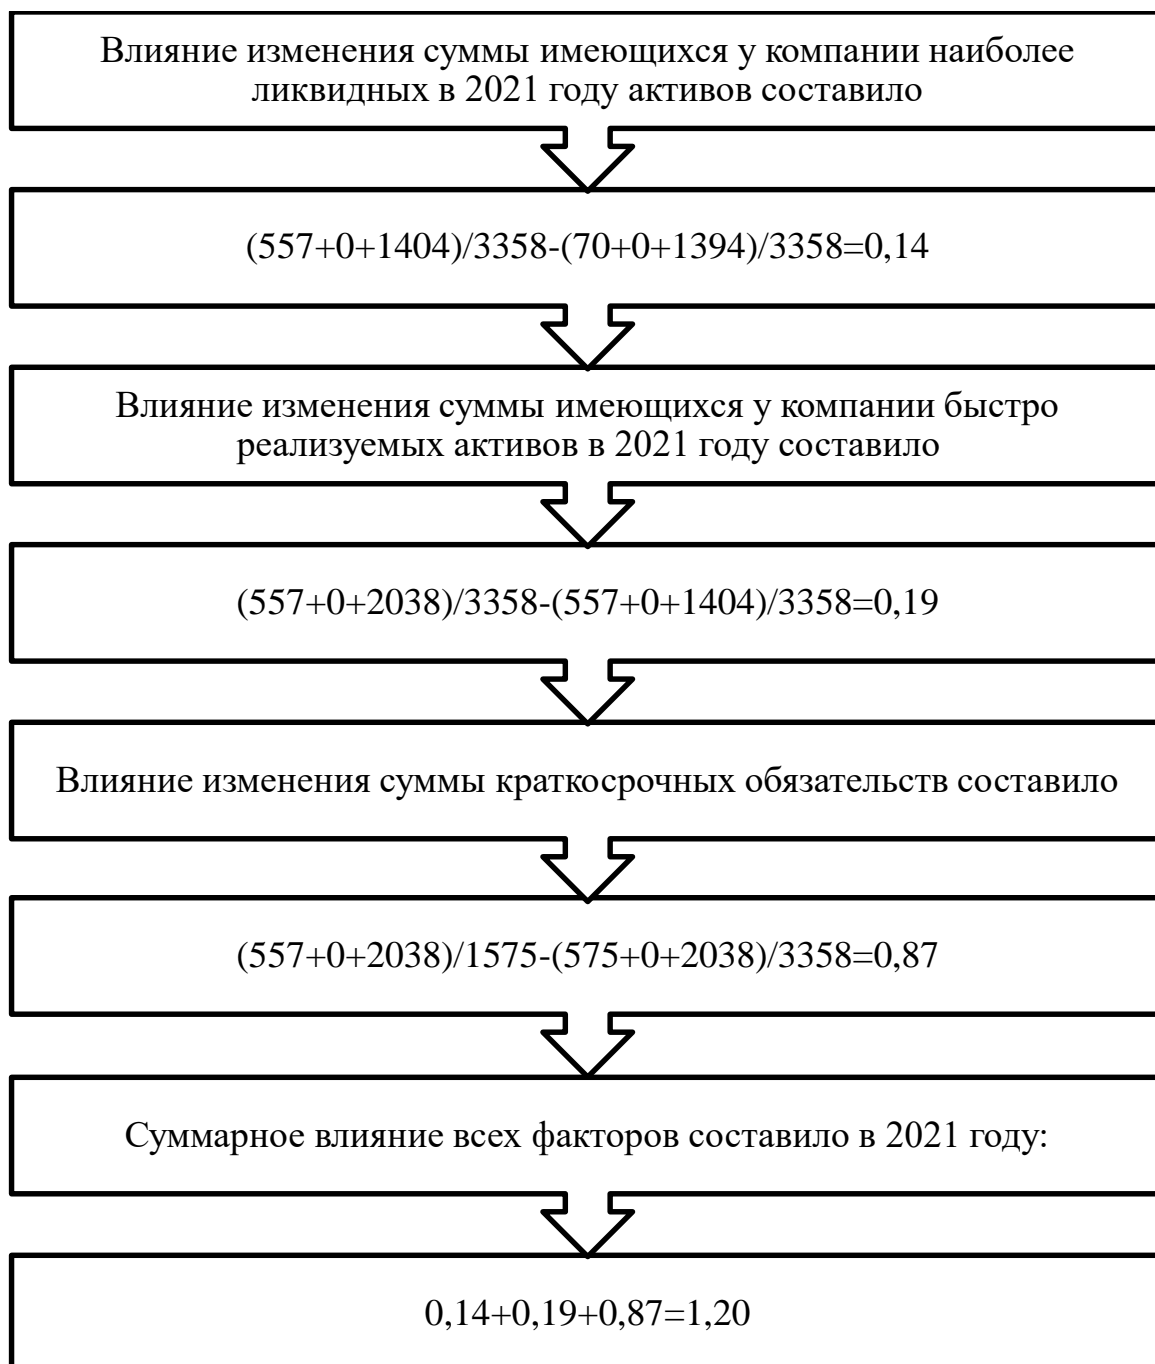 Влияние изменения суммы имеющихся у компании наиболее
ликвидных в 2021 году активов составило
(557+0+1404)/3358-(70+0+1394)/3358=0,14
Влияние изменения суммы имеющихся у компании быстро
реализуемых активов в 2021 году составило
(557+0+2038)/3358-(557+0+1404)/3358=0,19
Влияние изменения суммы краткосрочных обязательств составило
(557+0+2038)/1575-(575+0+2038)/3358=0,87
Суммарное влияние всех факторов составило в 2021 году:
0,14+0,19+0,87=1,20